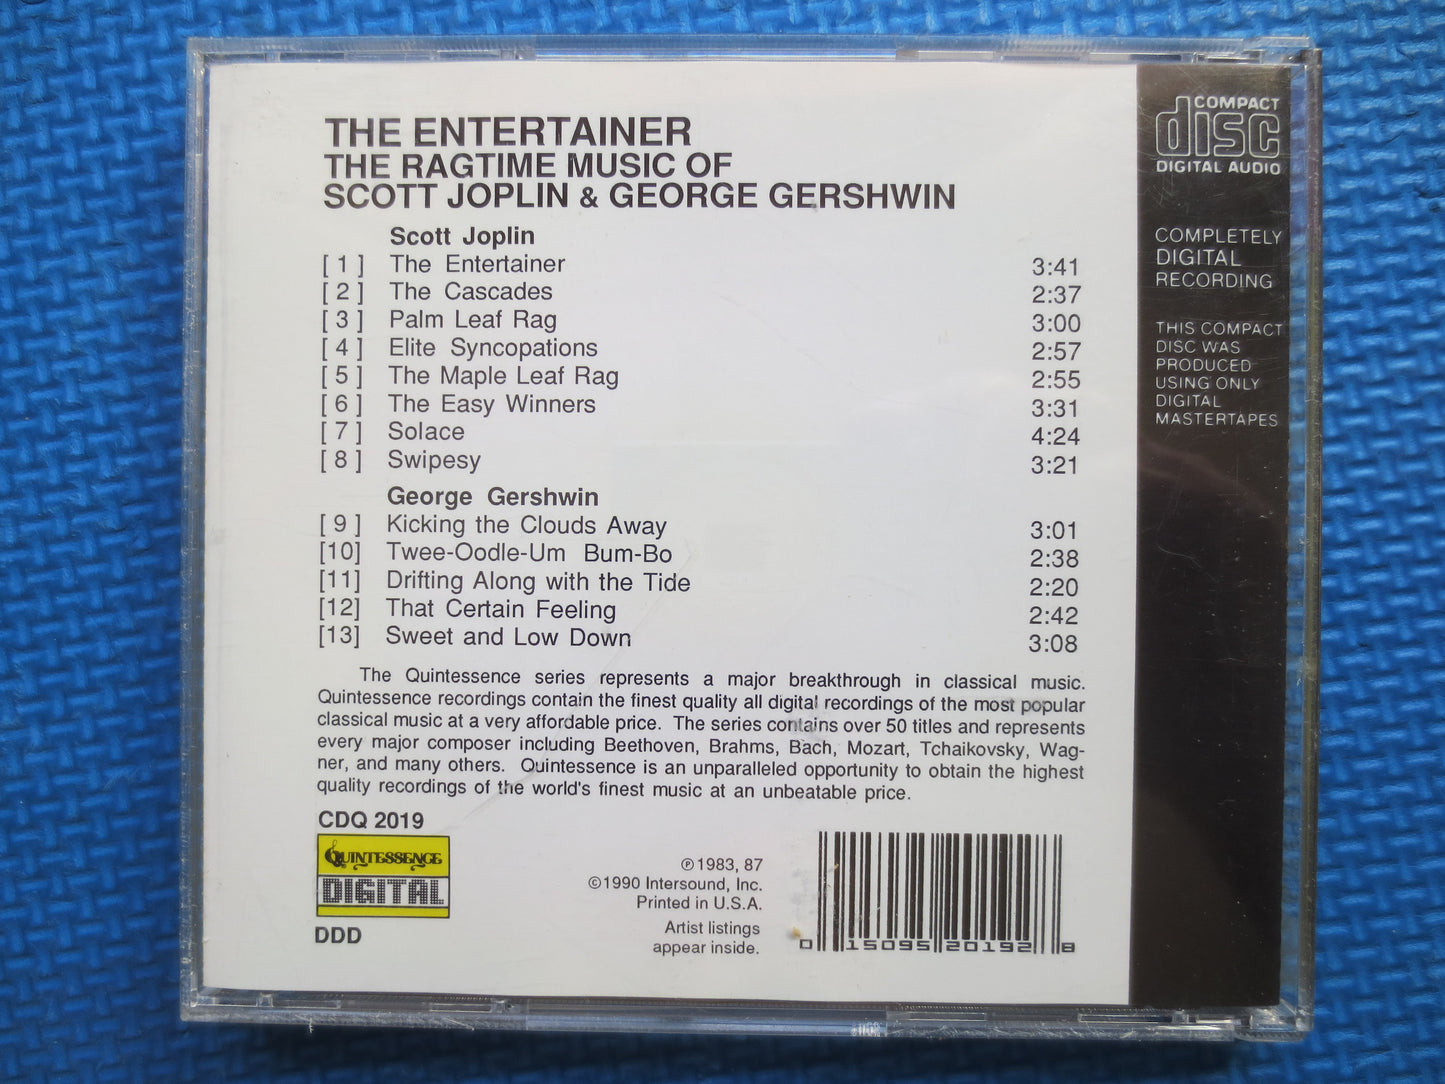 THE ENTERTAINER
THE RAGTIME MUSIC OF
SCOTT JOPLIN & GEORGE GERSHWIN
Scott Joplin
[ 1 ] The Entertainer 3:41
[ 2 ] The Cascades 2:37
[ 3 ] Palm Leaf Rag 3:00
[ 4 ] Elite Syncopations 2:57
[ 5 ] The Maple Leaf Rag 2:55
[ 6 ] The Easy Winners 3:31
[ 7 ] Solace 4:24
[ 8 ] Swipesy 3:21
George Gershwin
[ 9 ] Kicking the Clouds Away 3:01
[10] Twee-Oodle-Um Bum-Bo 2:38
[11] Drifting Along with the Tide 2:20
[12] That Certain Feeling 2:42
[13] Sweet and Low Down 3:08
The Quintessence series represents a major breakthrough in classical music.
Quintessence recordings contain the finest quality all digital recordings of the most popular
classical music at a very affordable price. The series contains over 50 titles and represents
every major composer including Beethoven, Brahms, Bach, Mozart, Tchaikovsky, Wag-
ner, and many others. Quintessence is an unparalleled opportunity to obtain the highest
quality recordings of the world's finest music at an unbeatable price.
CDQ 2019
QUINTESSENCE
DIGITAL
DDD
℗1983, 87
©1990 Intersound, Inc.
Printed in U.S.A.
Artist listings
appear inside.
0 15095 20192 8
COMPACT
disc
DIGITAL AUDIO
COMPLETELY
DIGITAL
RECORDING
THIS COMPACT
DISC WAS
PRODUCED
USING ONLY
DIGITAL
MASTERTAPES